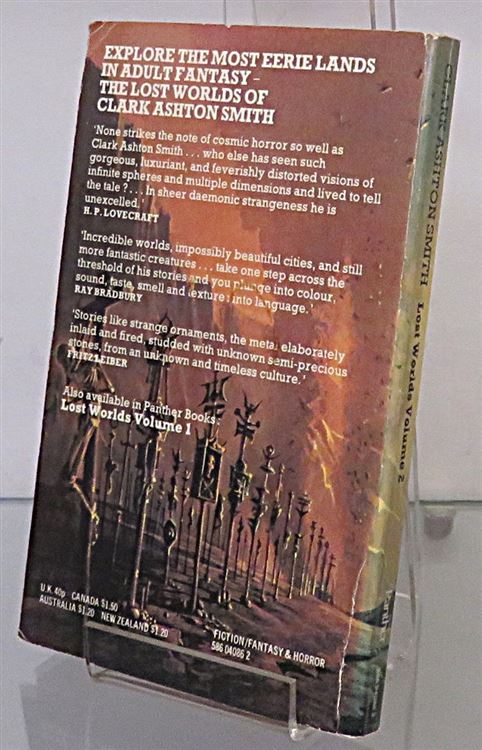 EXPLORE THE MOST EERIE LANDS
IN ADULT FANTASY –
THE LOST WORLDS OF
CLARK ASHTON SMITH
'None strikes the note of cosmic horror so well as
Clark Ashton Smith . . . who else has seen such
gorgeous, luxuriant, and feverishly distorted visions of
infinite spheres and multiple dimensions and lived to tell
the tale? . . . In sheer daemonic strangeness he is
unexcelled.'
H. P. LOVECRAFT
'Incredible worlds, impossibly beautiful cities, and still
more fantastic creatures . . . take one step across the
threshold of his stories and you plunge into colour,
sound, taste, smell and texture: into language.'
RAY BRADBURY
'Stories like strange ornaments, the metal elaborately
inlaid and fired, studded with unknown semi-precious
stones, from an unknown and timeless culture.'
FRITZ LEIBER
Also available in Panther Books:
Lost Worlds Volume 1
U.K. 40p CANADA $1.50
AUSTRALIA $1.20 NEW ZEALAND $1.20
FICTION/FANTASY & HORROR
586 04086 2
CLARK ASHTON SMITH Lost Worlds Volume 2